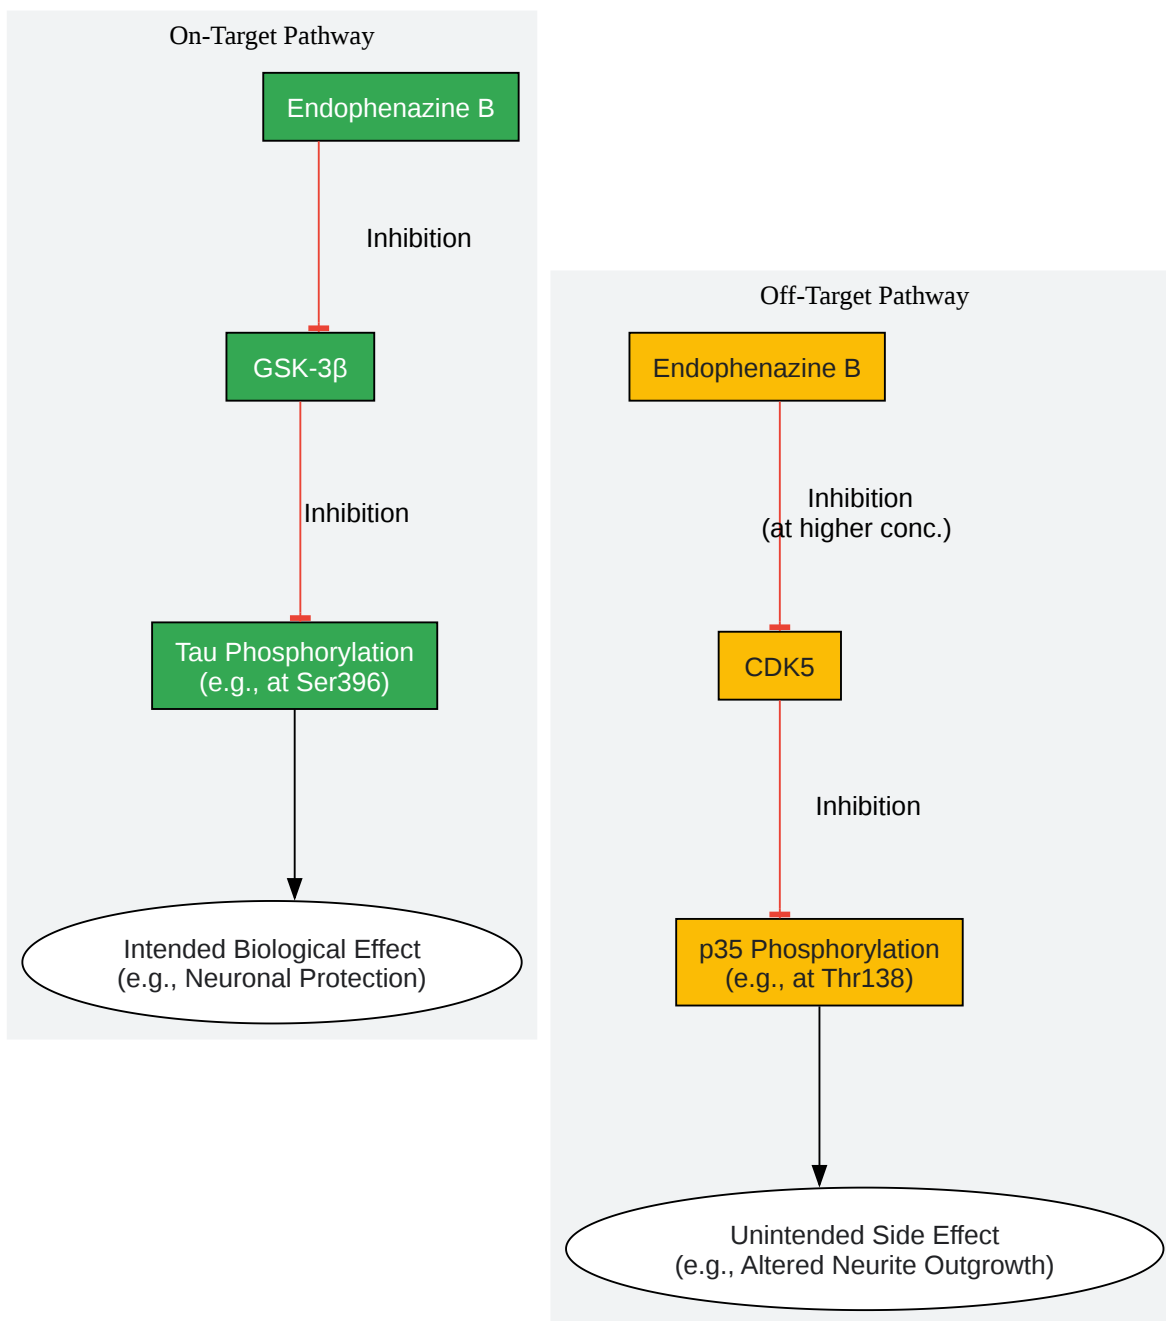 On-Target Pathway
Endophenazine B
Inhibition
GSK-3β
Inhibition
Tau Phosphorylation
(e.g., at Ser396)
Intended Biological Effect
(e.g., Neuronal Protection)
Off-Target Pathway
Endophenazine B
Inhibition
(at higher conc.)
CDK5
Inhibition
p35 Phosphorylation
(e.g., at Thr138)
Unintended Side Effect
(e.g., Altered Neurite Outgrowth)